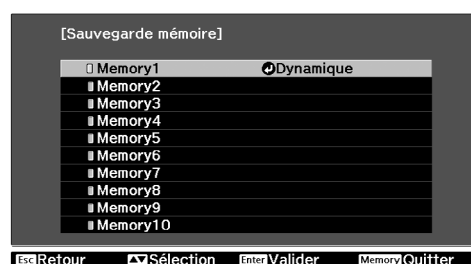 [Sauvegarde mémoire]
Memory1 Dynamique
Memory2
Memory3
Memory4
Memory5
Memory6
Memory7
Memory8
Memory9
Memory10
Esc Retour Sélection Enter Valider Memory Quitter